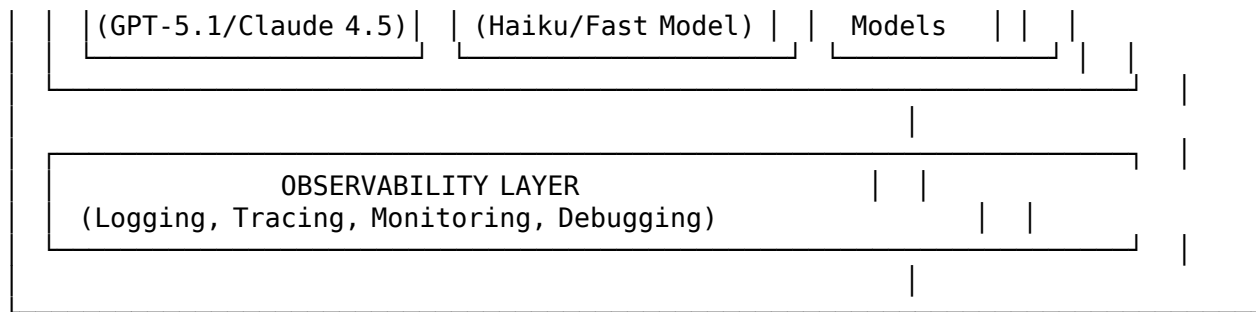 (GPT-5.1/Claude 4.5) (Haiku/Fast Model) Models
OBSERVABILITY LAYER
(Logging, Tracing, Monitoring, Debugging)